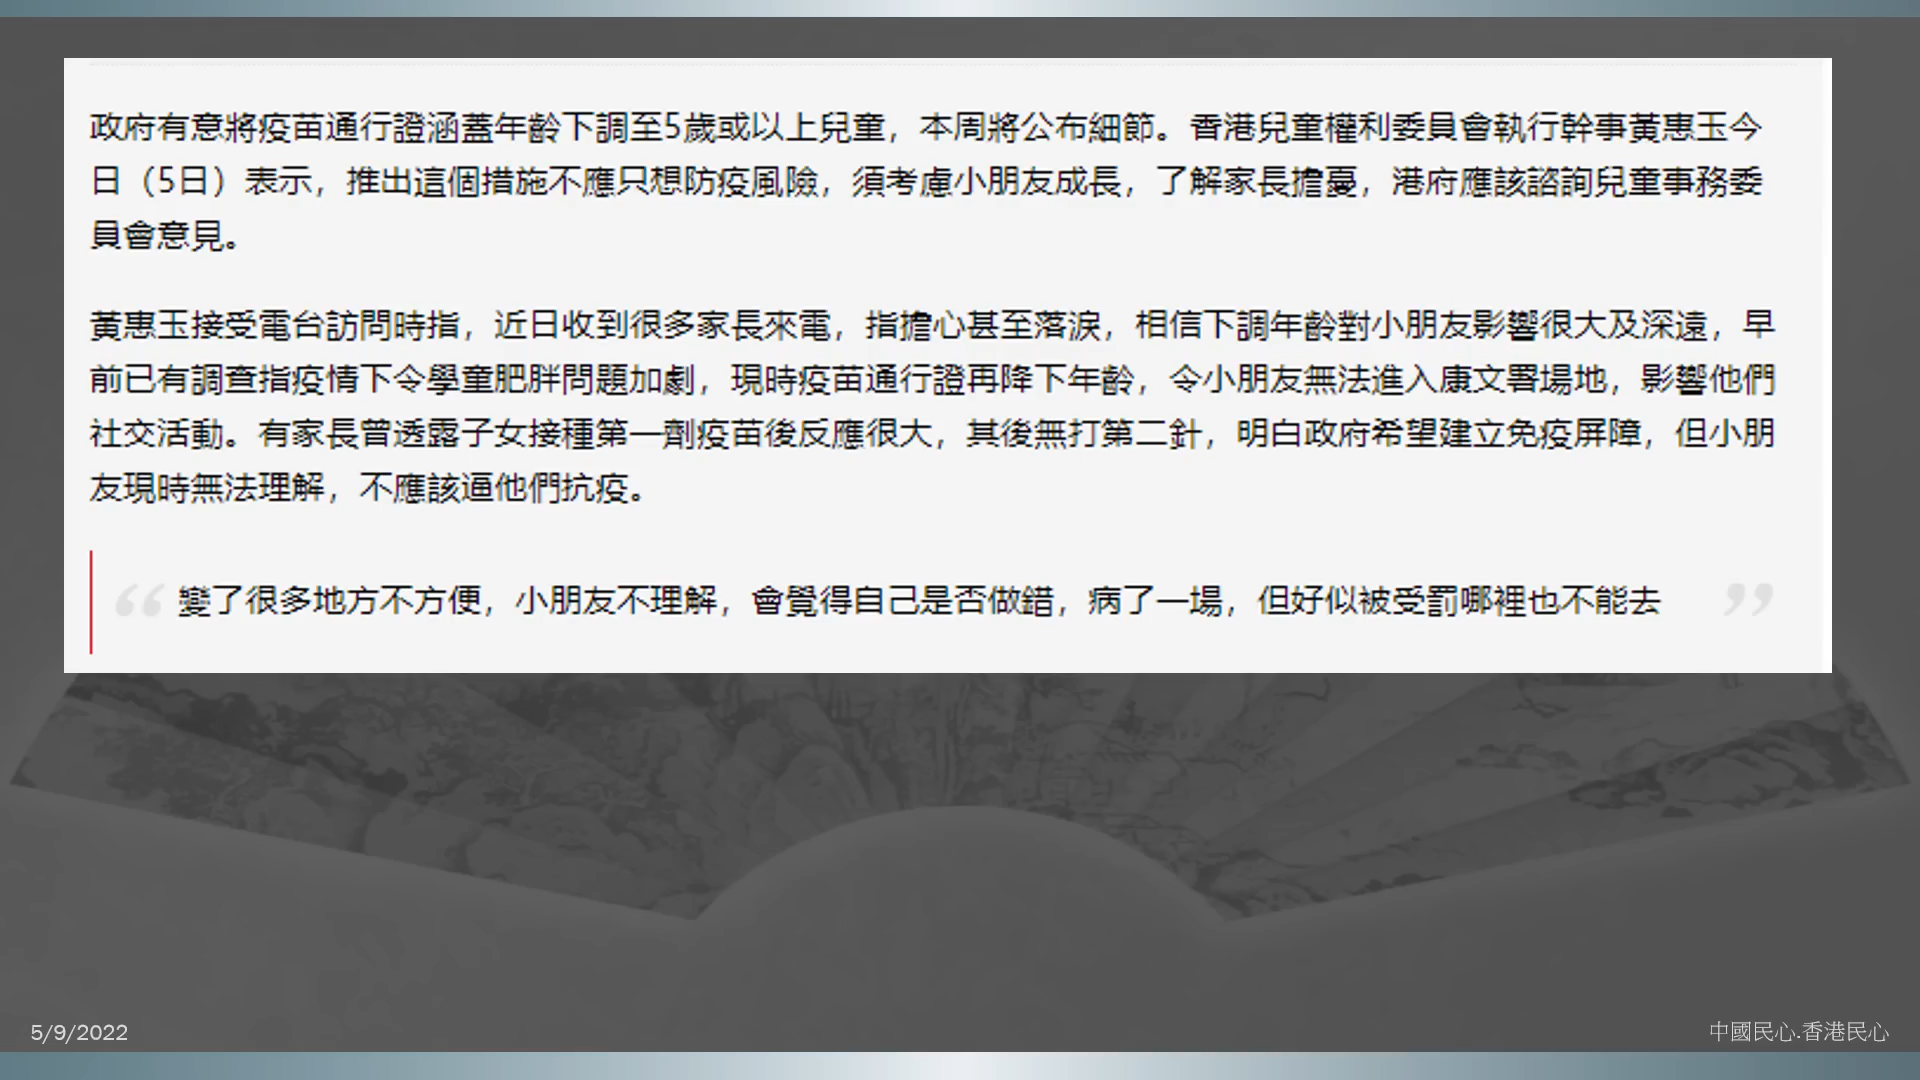 政府有意將疫苗通行證涵蓋年齡下調至5歲或以上兒童，本周將公布細節。香港兒童權利委員會執行幹事黃惠玉今
日（5日）表示，推出這個措施不應只想防疫風險，須考慮小朋友成長，了解家長擔憂，港府應該諮詢兒童事務委
員會意見。
黃惠玉接受電台訪問時指，近日收到很多家長來電，指擔心甚至落淚，相信下調年齡對小朋友影響很大及深遠，早
前已有調查指疫情下令學童肥胖問題加劇，現時疫苗通行證再降下年齡，令小朋友無法進入康文署場地，影響他們
社交活動。有家長曾透露子女接種第一劑疫苗後反應很大，其後無打第二針，明白政府希望建立免疫屏障，但小朋
友現時無法理解，不應該逼他們抗疫。
“ 變了很多地方不方便，小朋友不理解，會覺得自己是否做錯，病了一場，但好似被受罰哪裡也不能去 ”
5/9/2022
中國民心.香港民心